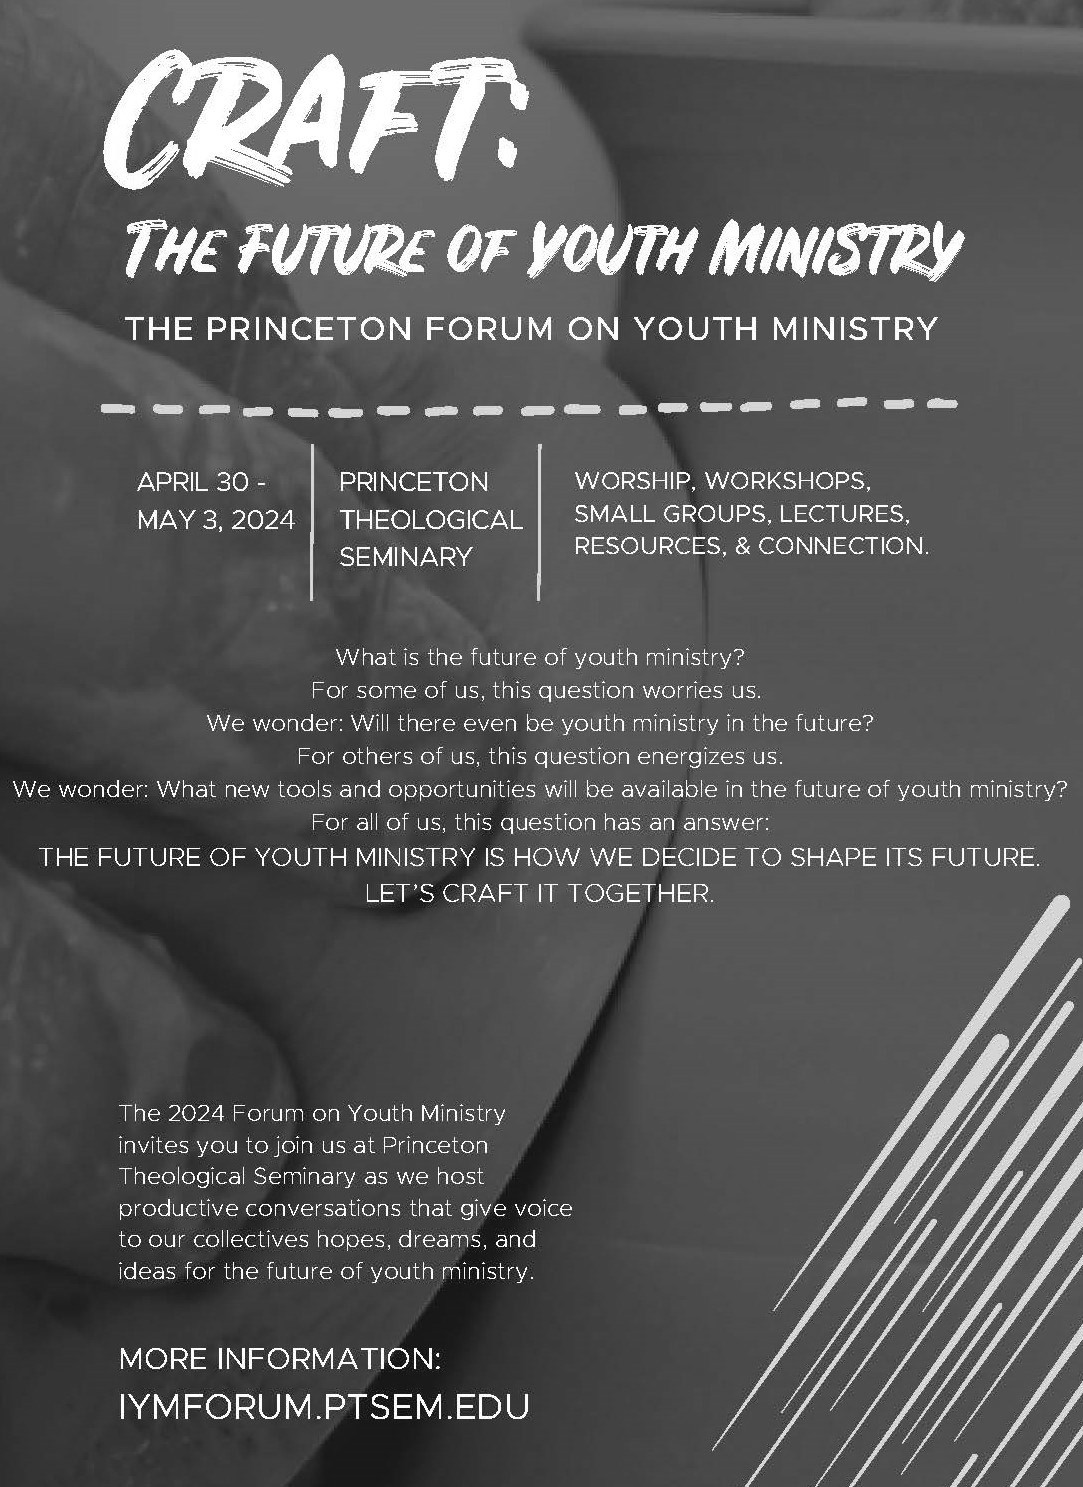 CRAFT:
THE FUTURE OF YOUTH MINISTRY
THE PRINCETON FORUM ON YOUTH MINISTRY
APRIL 30 -
MAY 3, 2024
PRINCETON
THEOLOGICAL
SEMINARY
WORSHIP, WORKSHOPS,
SMALL GROUPS, LECTURES,
RESOURCES, & CONNECTION.
What is the future of youth ministry?
For some of us, this question worries us.
We wonder: Will there even be youth ministry in the future?
For others of us, this question energizes us.
We wonder: What new tools and opportunities will be available in the future of youth ministry?
For all of us, this question has an answer:
THE FUTURE OF YOUTH MINISTRY IS HOW WE DECIDE TO SHAPE ITS FUTURE.
LET'S CRAFT IT TOGETHER.
The 2024 Forum on Youth Ministry
invites you to join us at Princeton
Theological Seminary as we host
productive conversations that give voice
to our collectives hopes, dreams, and
ideas for the future of youth ministry.
MORE INFORMATION:
IYMFORUM.PTSEM.EDU